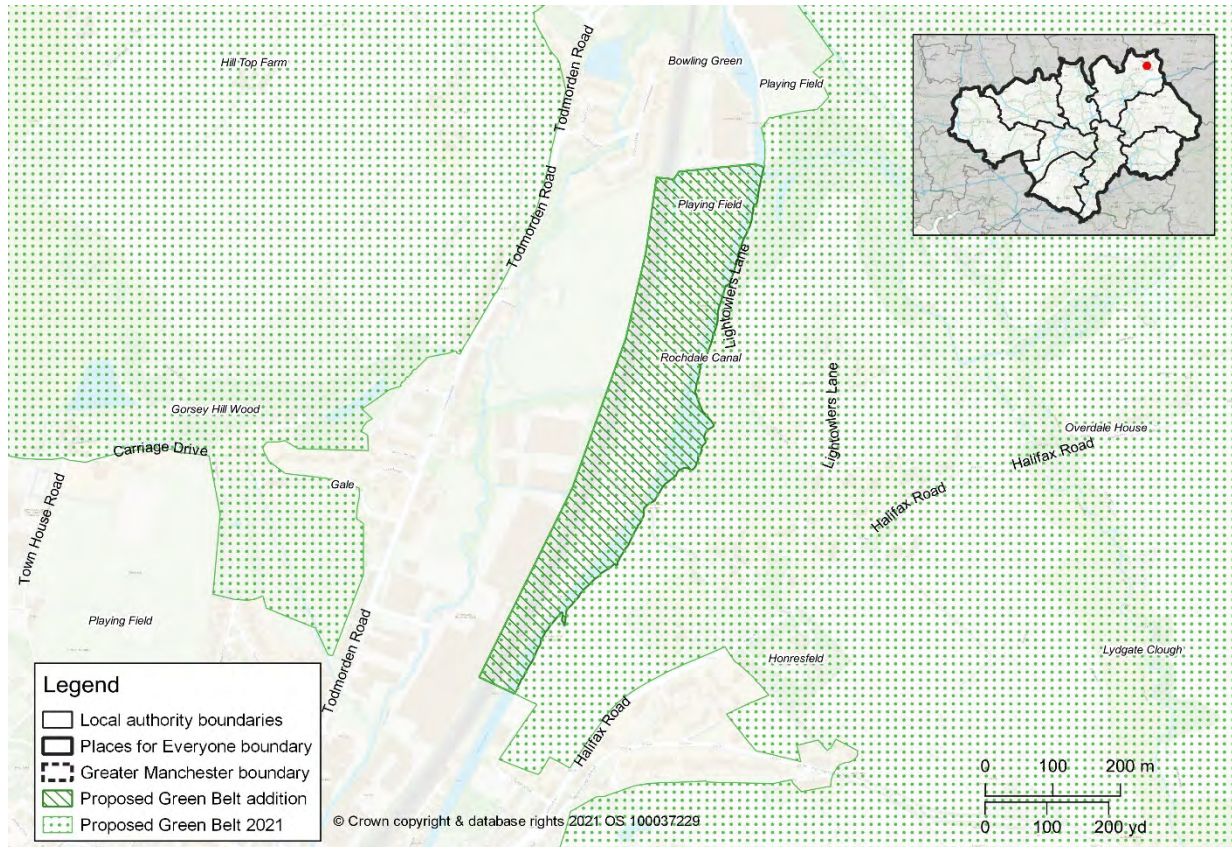 Hill Top Farm
Todmorden Road
Bowling Green
Playing Field
Todmorden Road
Playing Field
Lightowlers Lane
Rochdale Canal
Lightowlers Lane
Gorsey Hill Wood
Carriage Drive
Overdale House
Halifax Road
Town House Road
Gale
Halifax Road
Playing Field
Todmorden Road
Honresfeld
Lydgate Clough
Halifax Road
Legend
Local authority boundaries
Places for Everyone boundary
Greater Manchester boundary
Proposed Green Belt addition
Proposed Green Belt 2021
© Crown copyright & database rights 2021 OS 100037229
0 100 200 m
0 100 200 yd